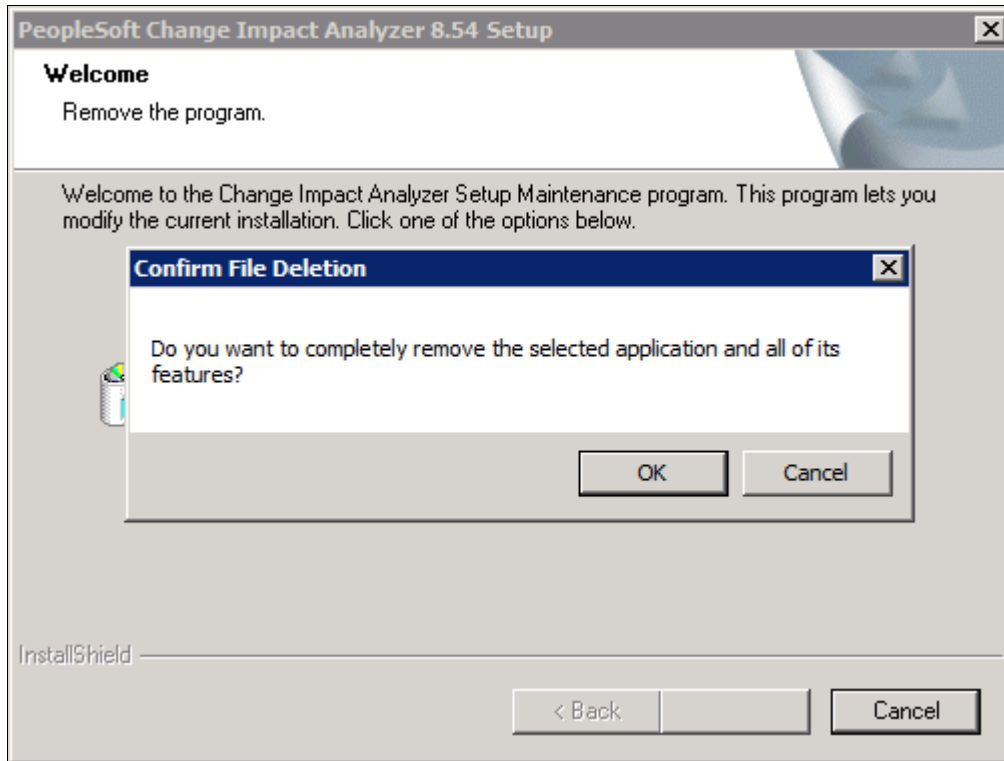 PeopleSoft Change Impact Analyzer 8.54 Setup
Welcome
Remove the program.
Welcome to the Change Impact Analyzer Setup Maintenance program. This program lets you
modify the current installation. Click one of the options below.
Confirm File Deletion
Do you want to completely remove the selected application and all of its
features?
OK
Cancel
InstallShield
< Back
Cancel